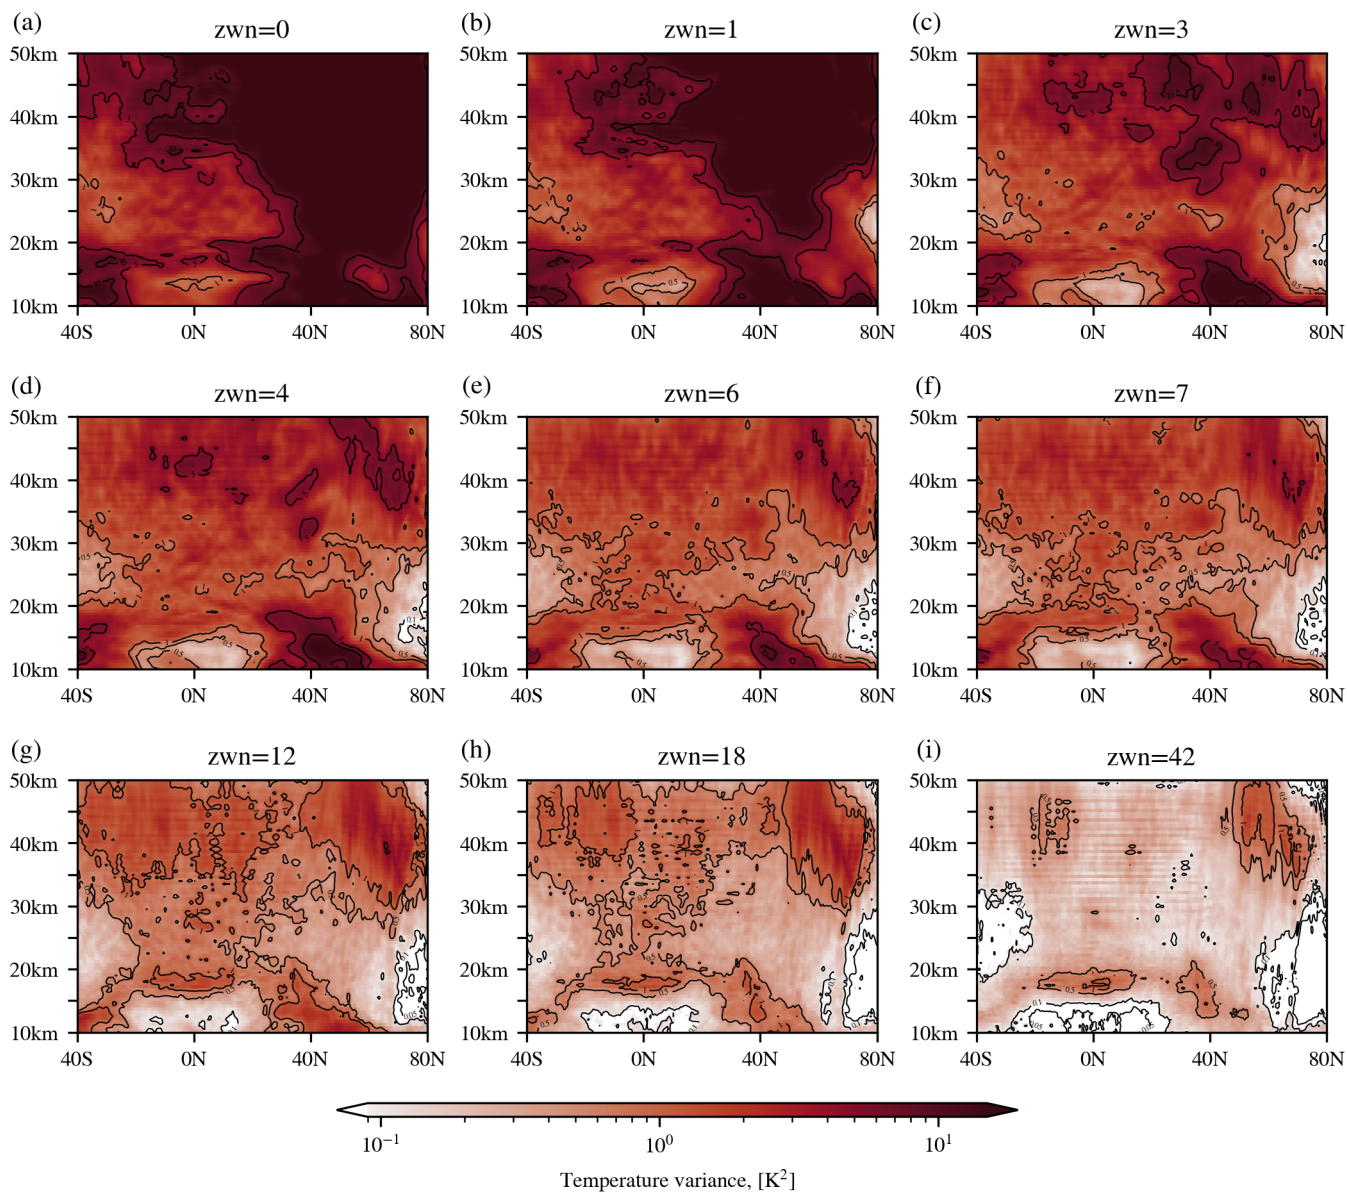 (a) zwn=0 (b) zwn=1 (c) zwn=3
50km 50km 50km
40km 40km 40km
30km 30km 30km
20km 20km 20km
10km 10km 10km
40S 0N 40N 80N 40S 0N 40N 80N 40S 0N 40N 80N
(d) zwn=4 (e) zwn=6 (f) zwn=7
50km 50km 50km
40km 40km 40km
30km 30km 30km
20km 20km 20km
10km 10km 10km
40S 0N 40N 80N 40S 0N 40N 80N 40S 0N 40N 80N
(g) zwn=12 (h) zwn=18 (i) zwn=42
50km 50km 50km
40km 40km 40km
30km 30km 30km
20km 20km 20km
10km 10km 10km
40S 0N 40N 80N 40S 0N 40N 80N 40S 0N 40N 80N
10⁻¹ 10⁰ 10¹
Temperature variance, [K²]